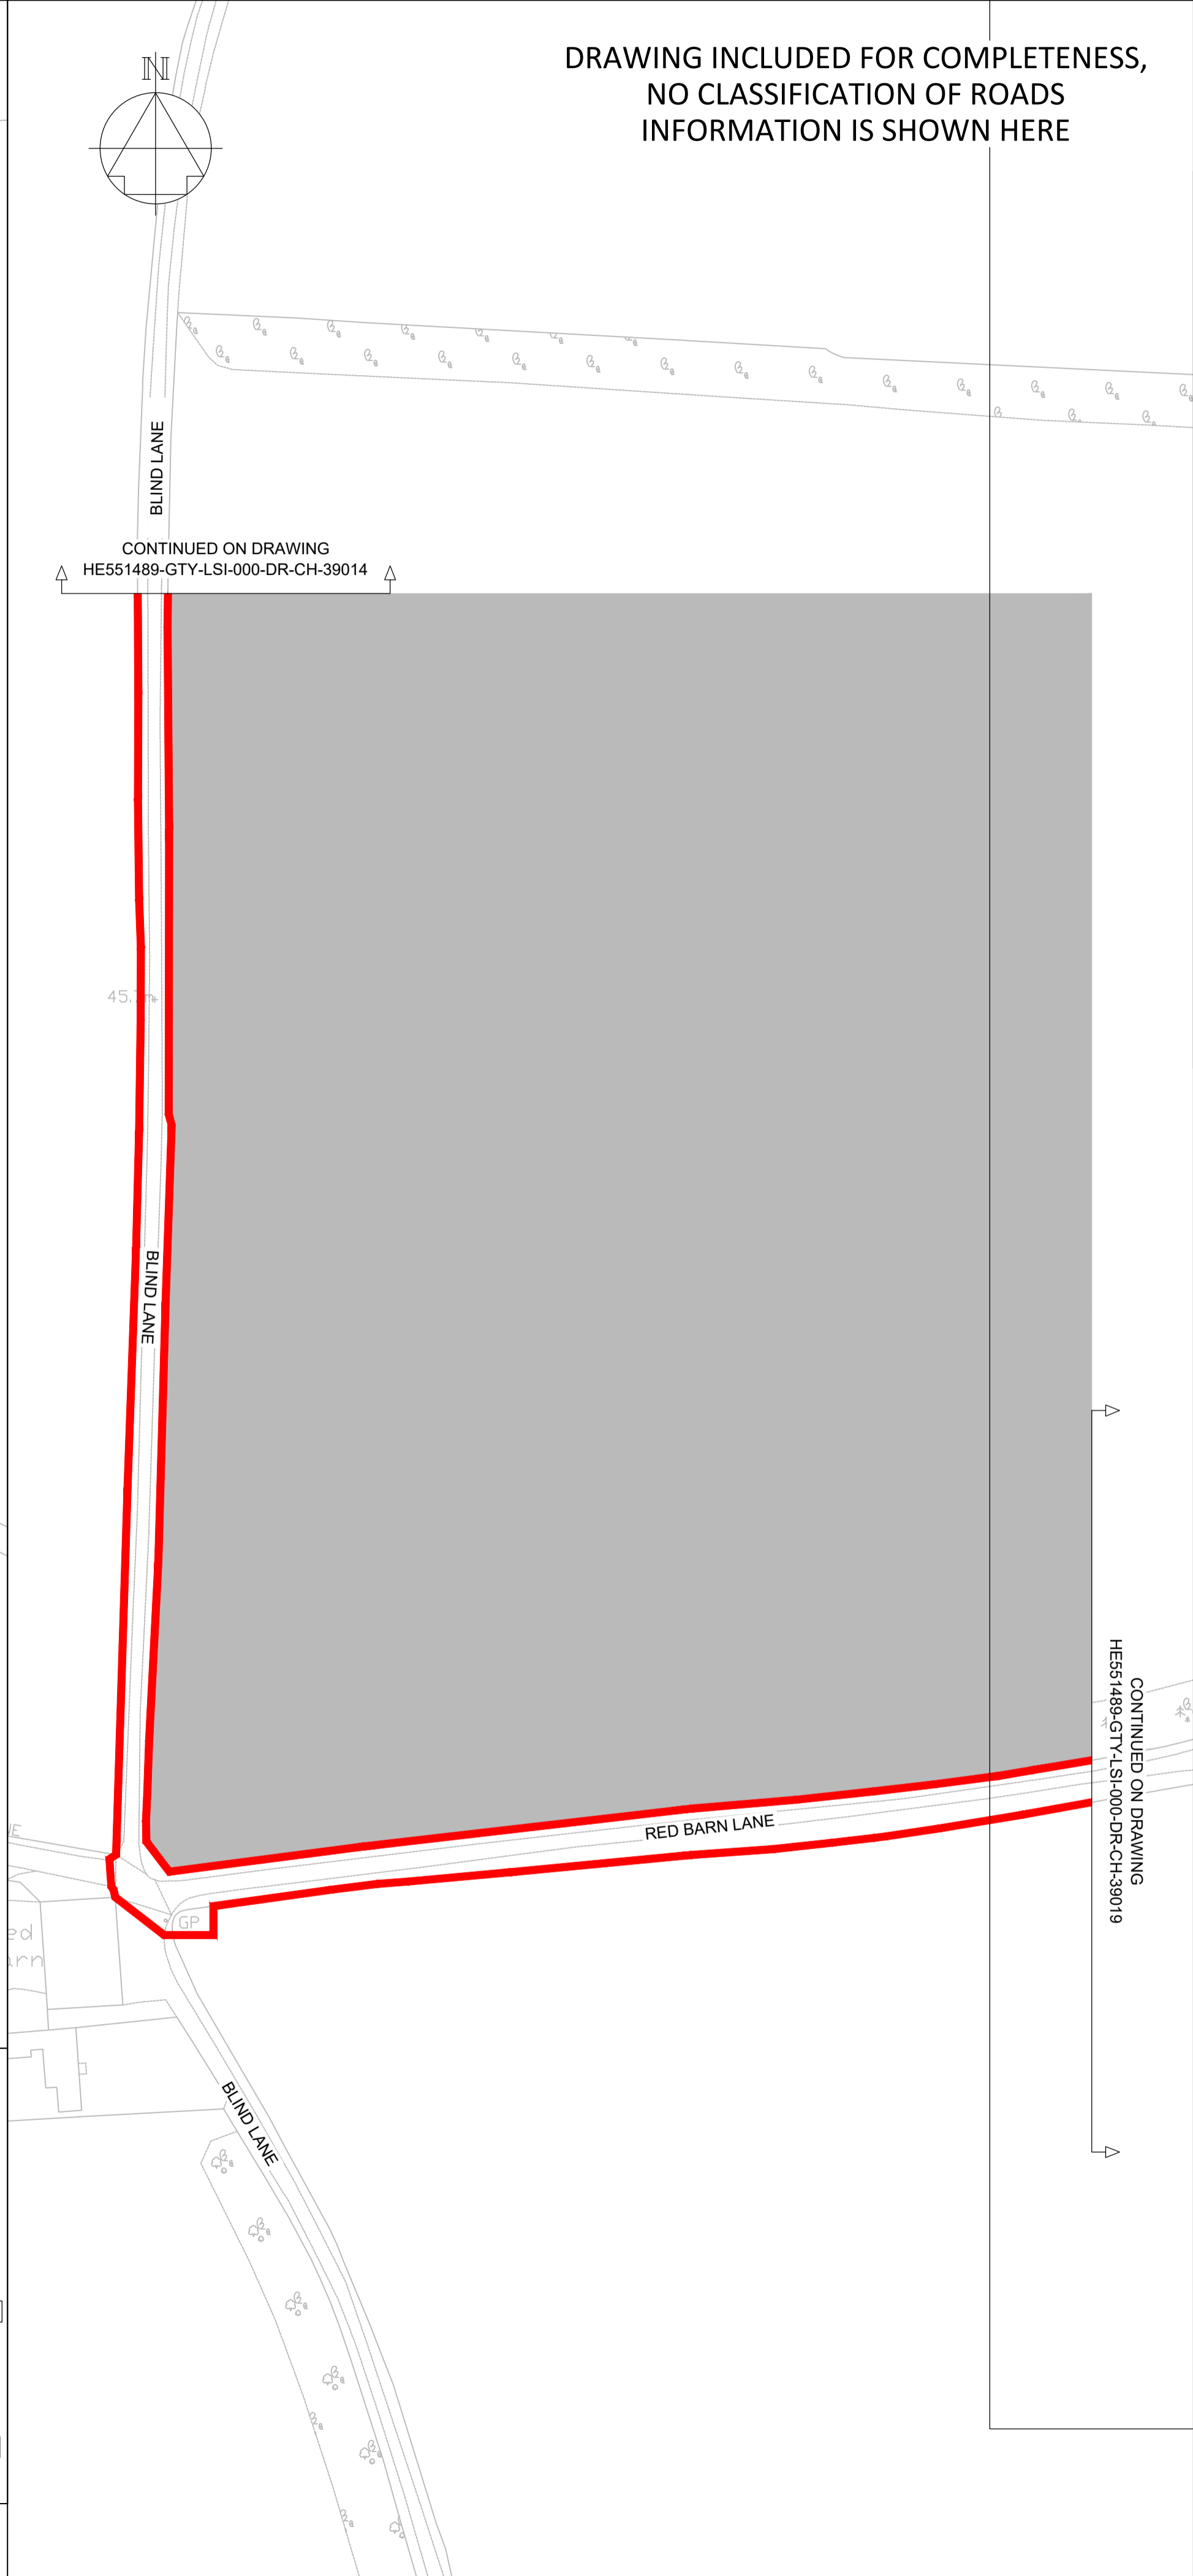 DRAWING INCLUDED FOR COMPLETENESS,
NO CLASSIFICATION OF ROADS
INFORMATION IS SHOWN HERE
N
BLIND LANE
CONTINUED ON DRAWING
HE551489-GTY-LSI-000-DR-CH-39014
BLIND LANE
CONTINUED ON DRAWING
HE551489-GTY-LSI-000-DR-CH-39019
RED BARN LANE
GP
BLIND LANE